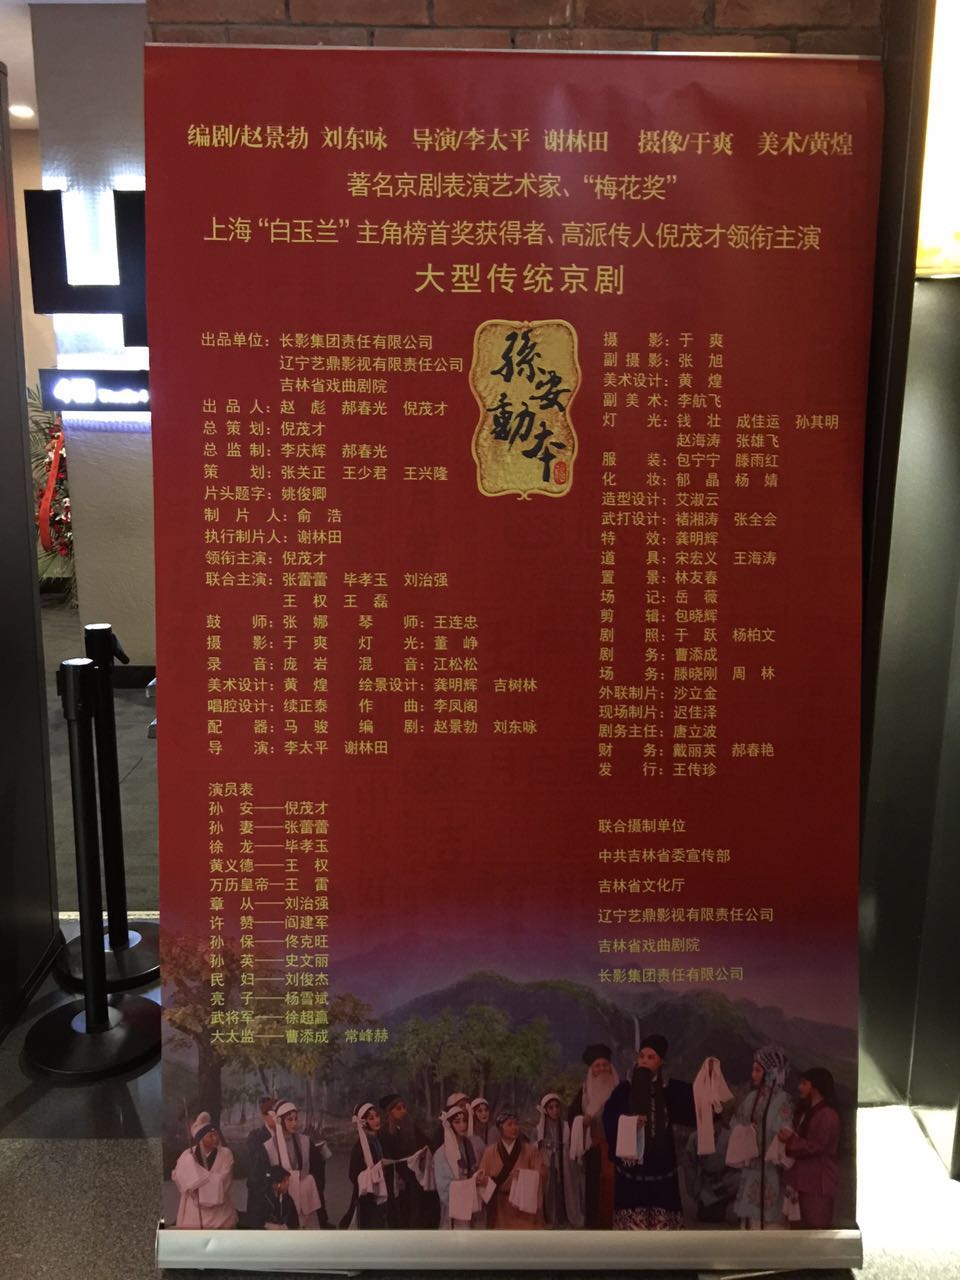 编剧/赵景勃 刘东咏 导演/李太平 谢林田 摄像/于爽 美术/黄煌
著名京剧表演艺术家、“梅花奖”
上海“白玉兰”主角榜首奖获得者、高派传人倪茂才领衔主演
大型传统京剧
孫安動本
出品单位：长影集团责任有限公司
辽宁艺鼎影视有限责任公司
吉林省戏曲剧院
出品人：赵彪 郝春光 倪茂才
总策划：倪茂才
总监制：李庆辉 郝春光
策划：张关正 王少君 王兴隆
片头题字：姚俊卿
制片人：俞浩
执行制片人：谢林田
领衔主演：倪茂才
联合主演：张蕾蕾 毕孝玉 刘治强
王权 王磊
鼓师：张娜 琴师：王连忠
摄影：于爽 灯光：董峥
录音：庞岩 混音：江松松
美术设计：黄煌 绘景设计：龚明辉 吉树林
唱腔设计：续正泰 作曲：李凤阁
配器：马骏 编剧：赵景勃 刘东咏
导演：李太平 谢林田
演员表
孙安——倪茂才
孙妻——张蕾蕾
徐龙——毕孝玉
黄义德——王权
万历皇帝—王雷
章从——刘治强
许赞——阎建军
孙保——佟克旺
孙英——史文丽
民妇——刘俊杰
亮子——杨雪斌
武将军——徐超赢
大太监——曹添成 常峰赫
摄影：于爽
副摄影：张旭
美术设计：黄煌
副美术：李航飞
灯光：钱壮 成佳运 孙其明
赵海涛 张雄飞
服装：包宁宁 滕雨红
化妆：郁晶 杨婧
造型设计：艾淑云
武打设计：褚湘涛 张全会
特效：龚明辉
道具：宋宏义 王海涛
置景：林友春
场记：岳薇
剪辑：包晓辉
剧照：于跃 杨柏文
剧务：曹添成
场务：滕晓刚 周林
外联制片：沙立金
现场制片：迟佳泽
剧务主任：唐立波
财务：戴丽英 郝春艳
发行：王传珍
联合摄制单位
中共吉林省委宣传部
吉林省文化厅
辽宁艺鼎影视有限责任公司
吉林省戏曲剧院
长影集团责任有限公司